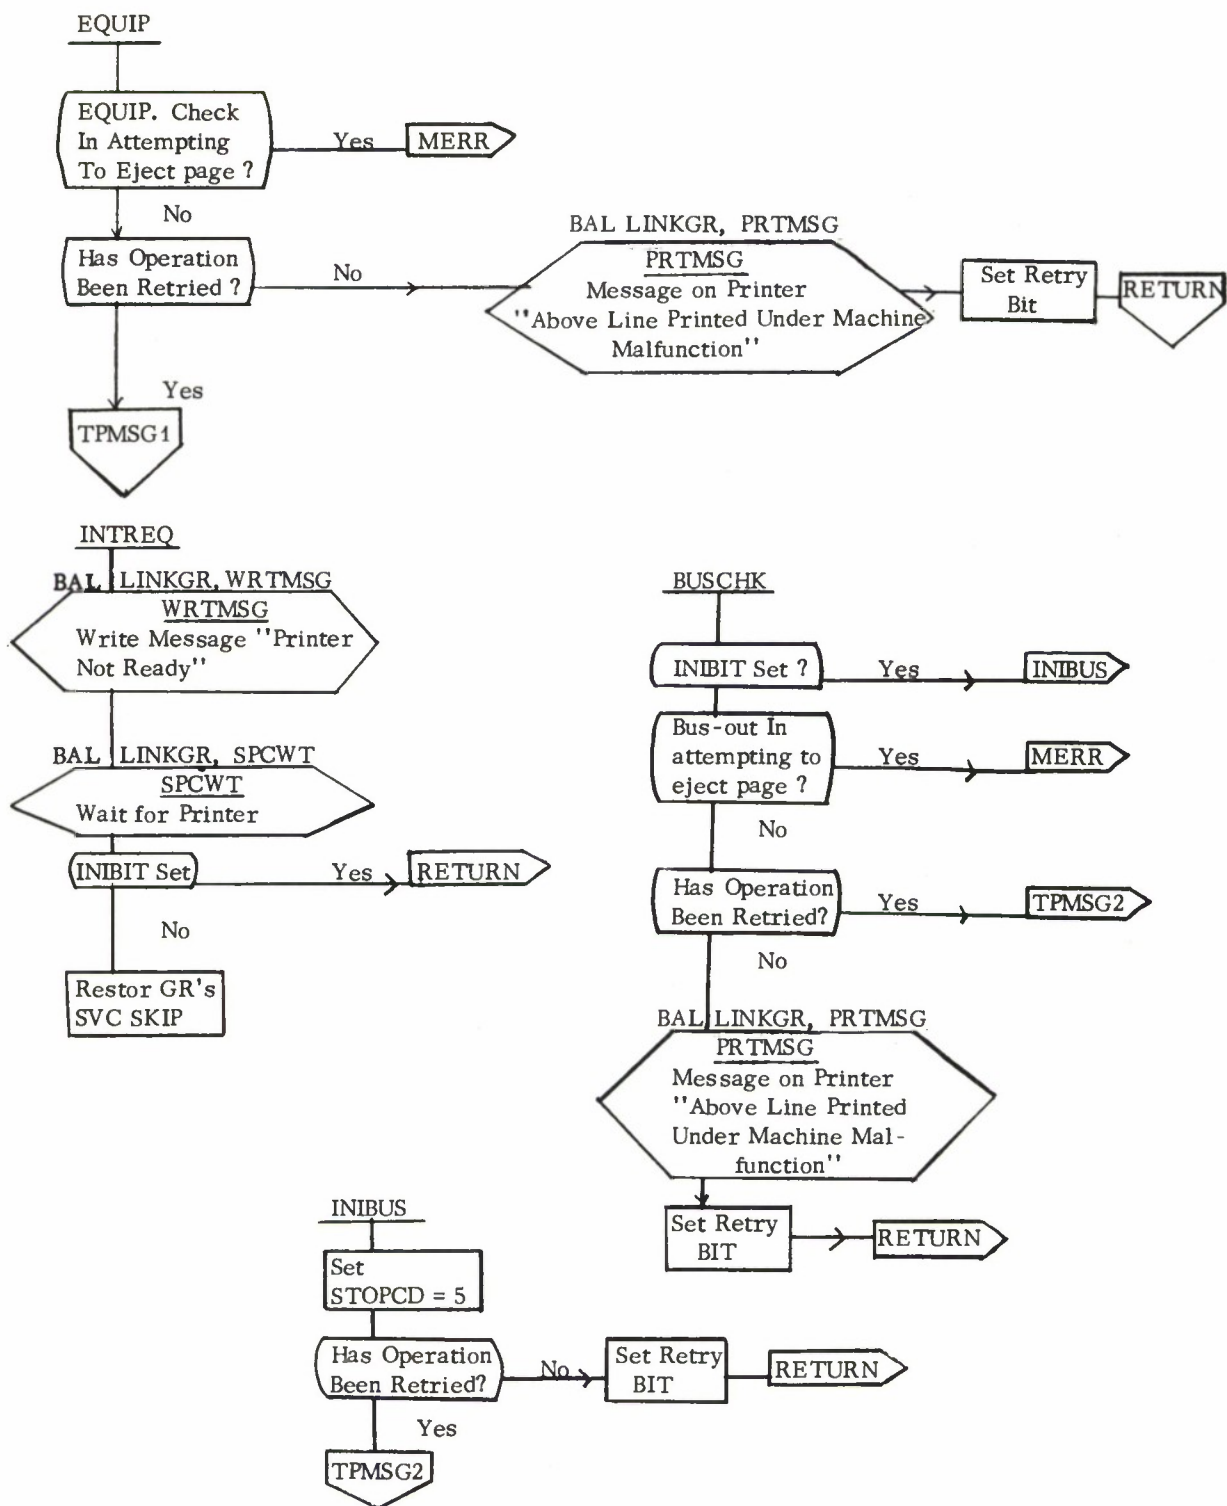 EQUIP
EQUIP. Check
In Attempting
To Eject page ?
Yes
MERR
No
Has Operation
Been Retried ?
No
BAL LINKGR, PRTMSG
PRTMSG
Message on Printer
"Above Line Printed Under Machine
Malfunction"
Set Retry
Bit
RETURN
Yes
TPMSG1
INTREQ
BAL LINKGR, WRTMSG
WRTMSG
Write Message "Printer
Not Ready"
BAL LINKGR, SPCWT
SPCWT
Wait for Printer
INIBIT Set
Yes
RETURN
No
Restor GR's
SVC SKIP
BUSCHK
INIBIT Set ?
Yes
INIBUS
Bus-out In
attempting to
eject page ?
Yes
MERR
No
Has Operation
Been Retried?
Yes
TPMSG2
No
BAL LINKGR, PRTMSG
PRTMSG
Message on Printer
"Above Line Printed
Under Machine Mal-
function"
Set Retry
BIT
RETURN
INIBUS
Set
STOPCD = 5
Has Operation
Been Retried?
No
Set Retry
BIT
RETURN
Yes
TPMSG2